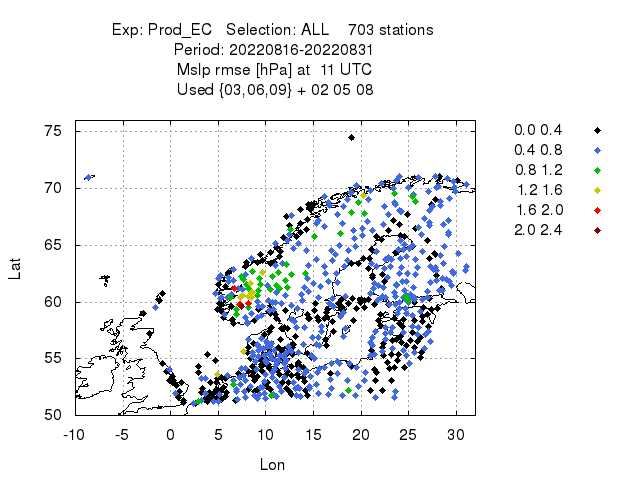 Exp: Prod_EC   Selection: ALL    703 stations
Period: 20220816-20220831
Mslp rmse [hPa] at  11 UTC
Used {03,06,09} + 02 05 08
0.0 0.4
0.4 0.8
0.8 1.2
1.2 1.6
1.6 2.0
2.0 2.4
75
70
65
60
55
50
Lat
-10 -5 0 5 10 15 20 25 30
Lon